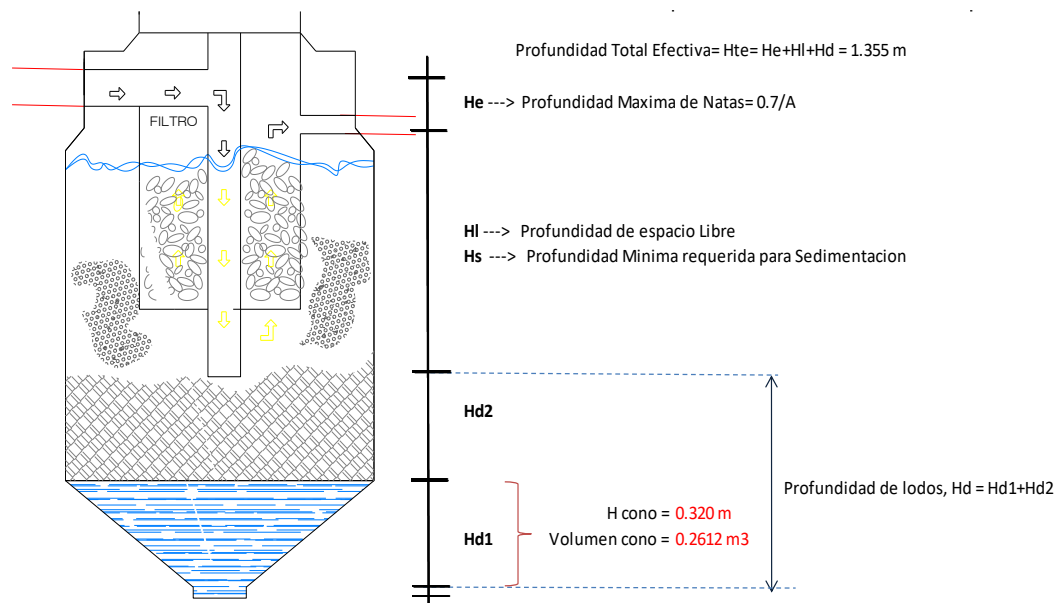 Profundidad Total Efectiva= Hte= He+Hl+Hd = 1.355 m
He ---> Profundidad Maxima de Natas= 0.7/A
FILTRO
Hl ---> Profundidad de espacio Libre
Hs ---> Profundidad Minima requerida para Sedimentacion
Hd2
Profundidad de lodos, Hd = Hd1+Hd2
H cono = 0.320 m
Hd1
Volumen cono = 0.2612 m3